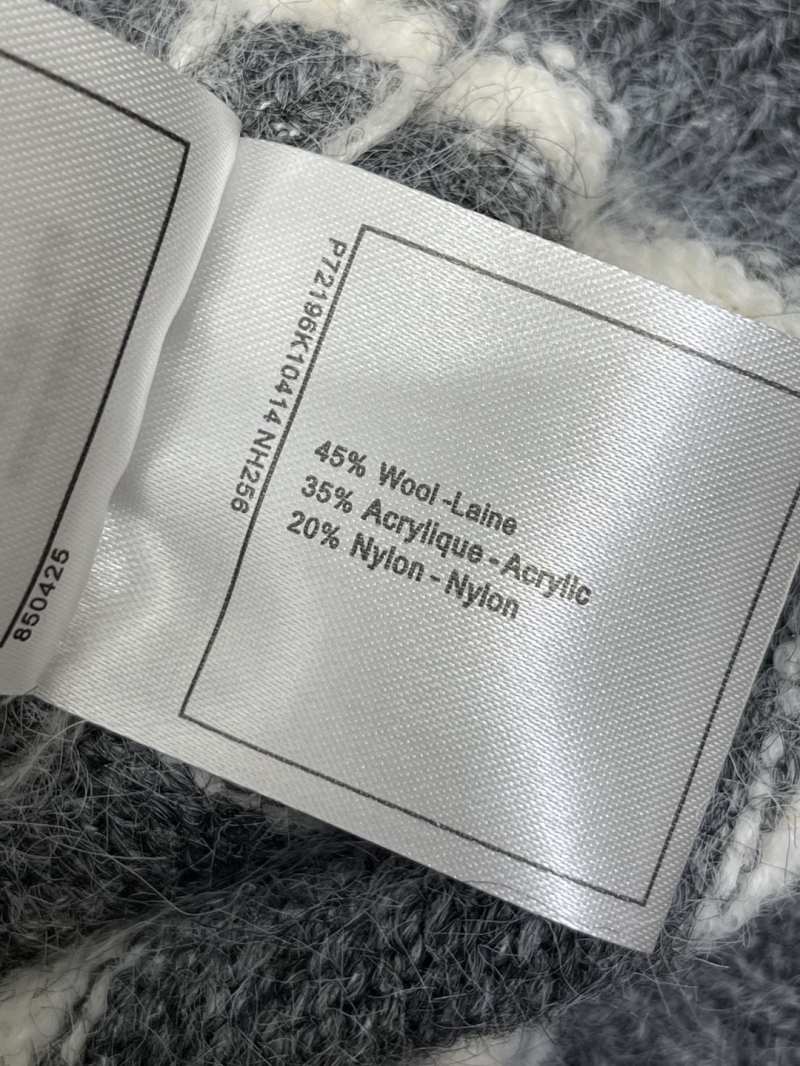 850425
P72196K10414 NH256
45% Wool -Laine
35% Acrylique - Acrylic
20% Nylon - Nylon